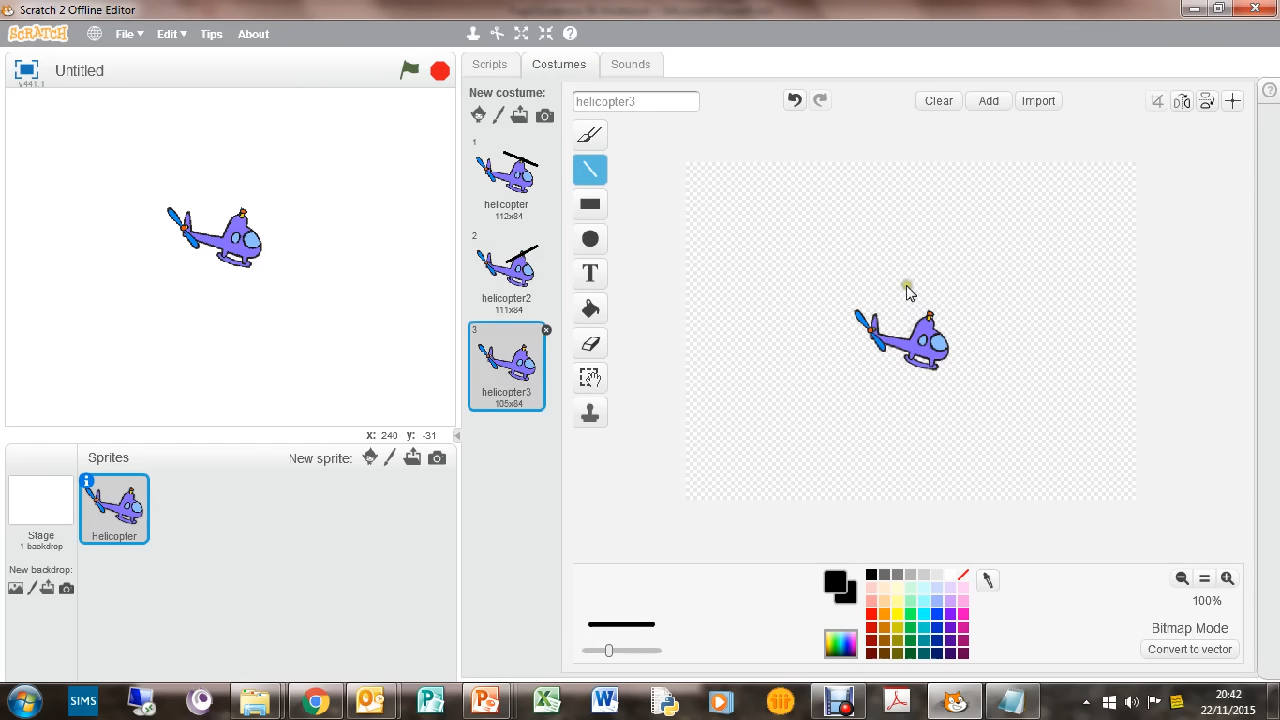 Scratch 2 Offline Editor
SCRATCH File Edit Tips About
Untitled
v441.1
Scripts Costumes Sounds
New costume:
helicopter3
Clear Add Import
1
helicopter
112x84
2
helicopter2
111x84
3
helicopter3
105x84
T
x: 240 y: -31
Sprites New sprite:
Stage
1 backdrop
New backdrop:
Helicopter
100%
Bitmap Mode
Convert to vector
SIMS
20:42
22/11/2015